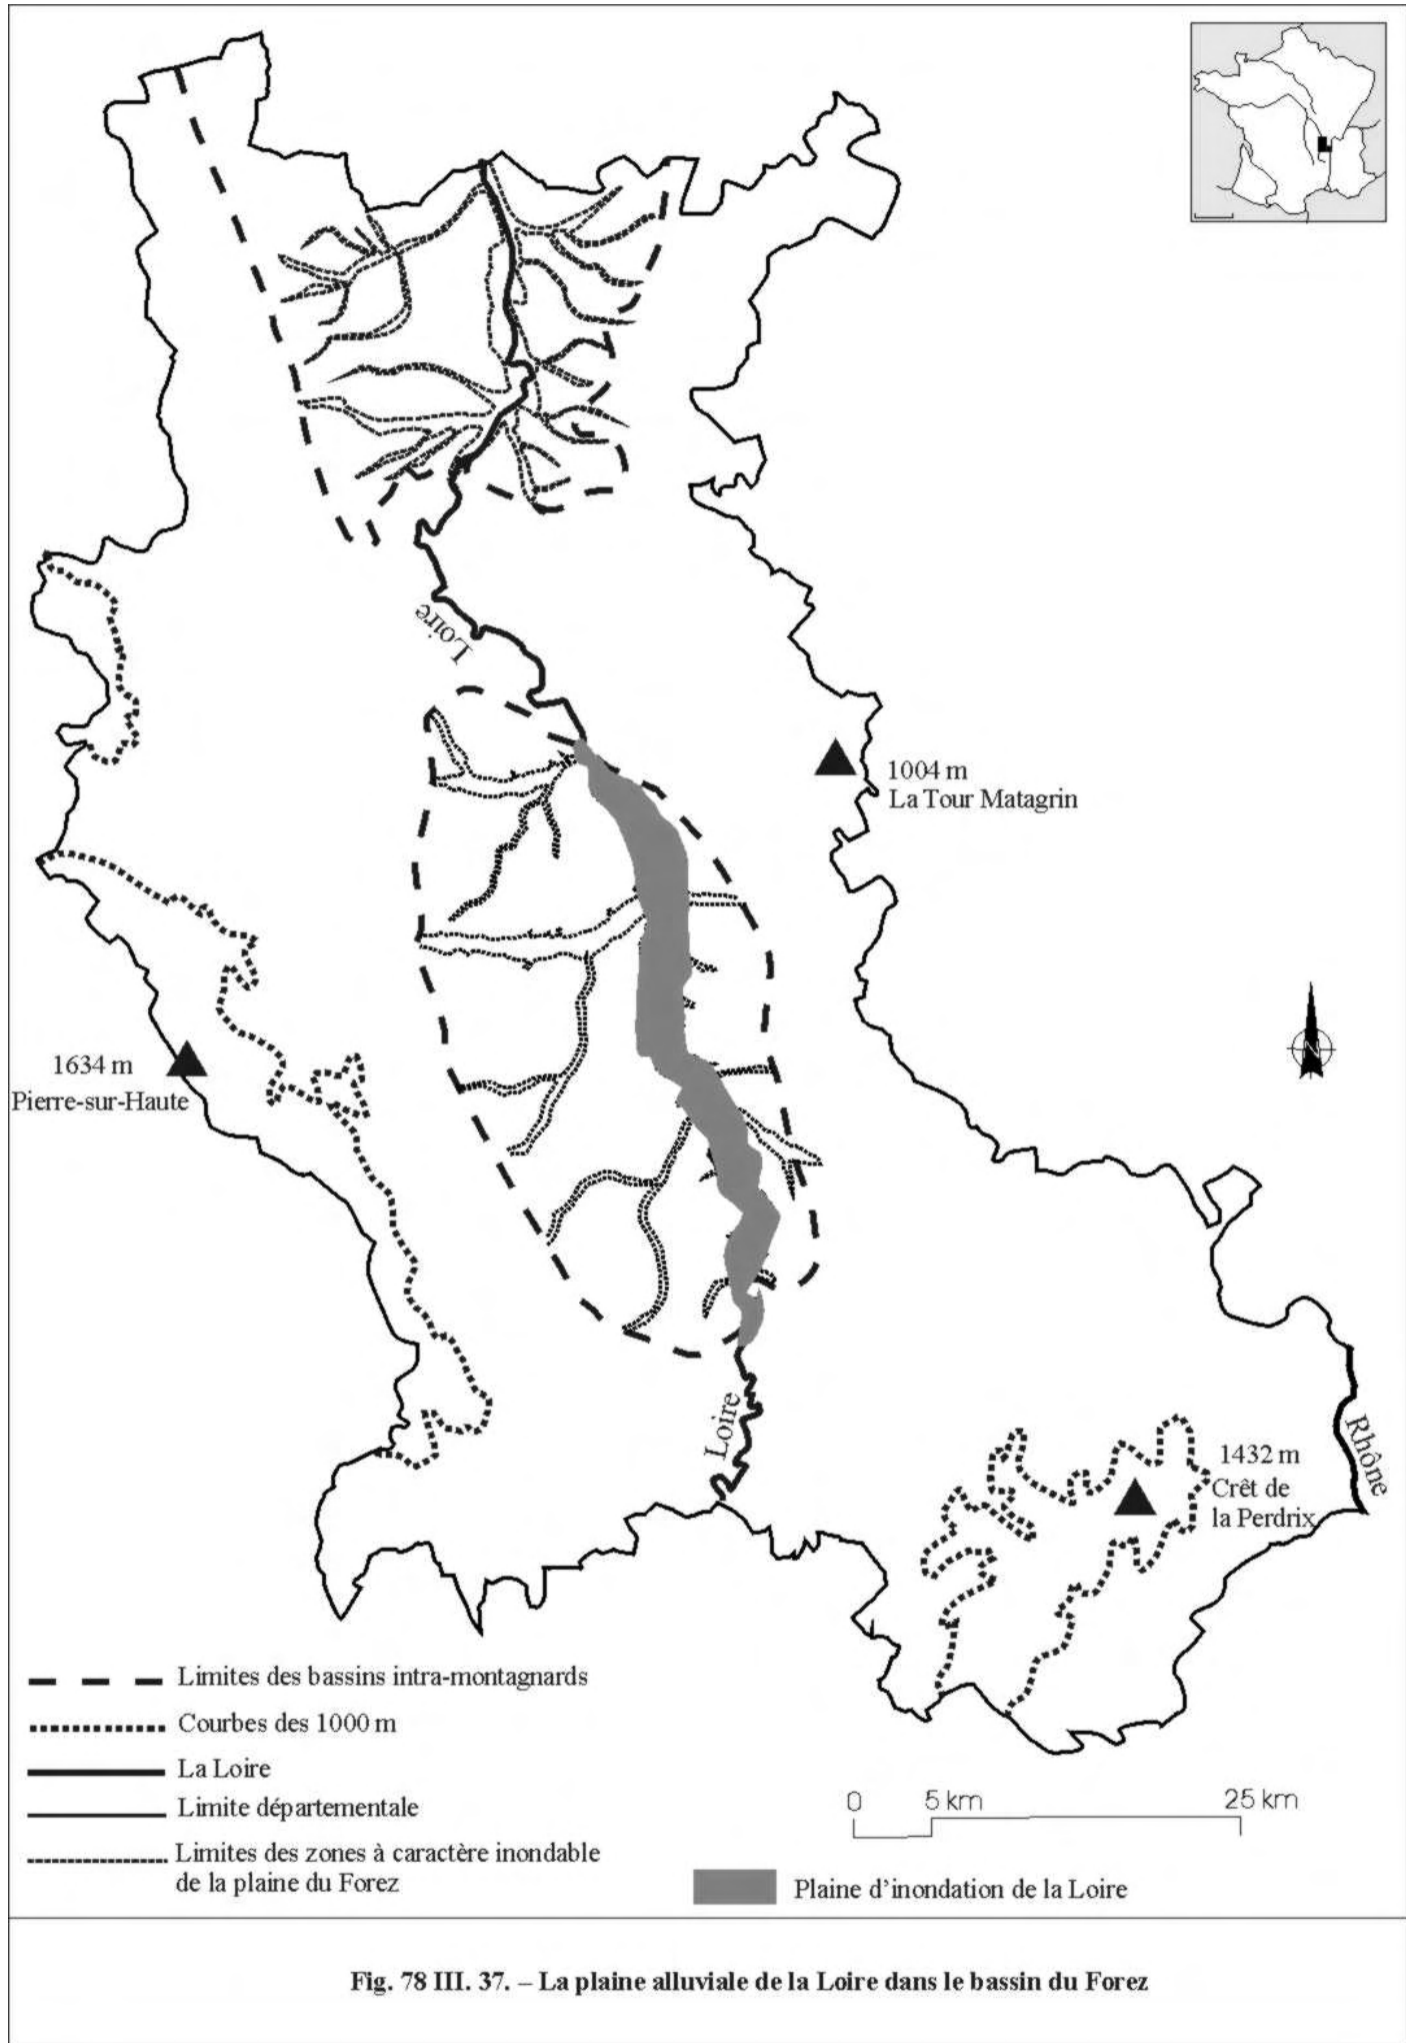 Loire
1004 m
La Tour Matagrin
1634 m
Pierre-sur-Haute
N
Loire
Rhône
1432 m
Crêt de
la Perdrix
Limites des bassins intra-montagnards
Courbes des 1000 m
La Loire
Limite départementale
Limites des zones à caractère inondable
de la plaine du Forez
0 5 km 25 km
Plaine d’inondation de la Loire
Fig. 78 III. 37. – La plaine alluviale de la Loire dans le bassin du Forez